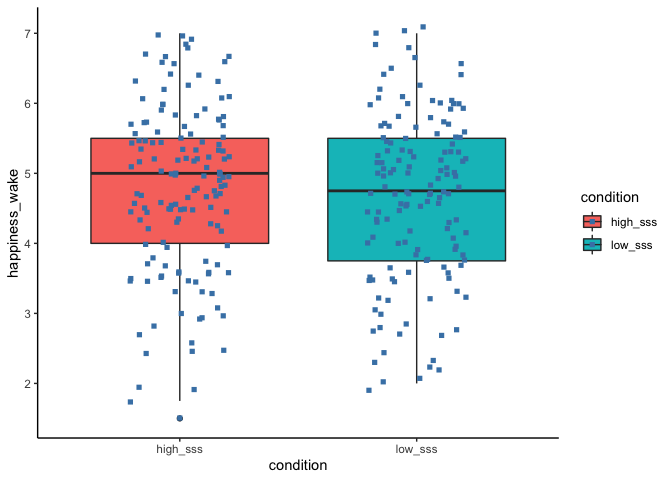 happiness_wake
7
6
5
4
3
2
high_sss
low_sss
condition
condition
high_sss
low_sss